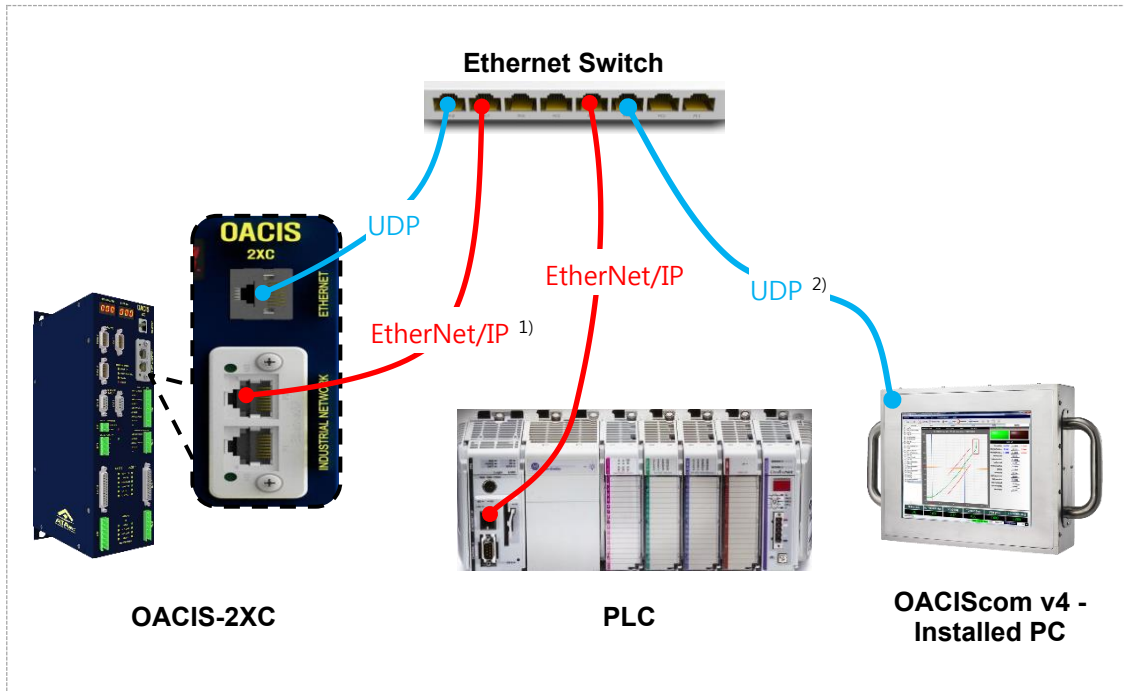 Ethernet Switch
OACIS
2XC
ETHERNET
INDUSTRIAL NETWORK
UDP
EtherNet/IP 1)
EtherNet/IP
UDP 2)
OACIS-2XC
PLC
OACIScom v4 -
Installed PC